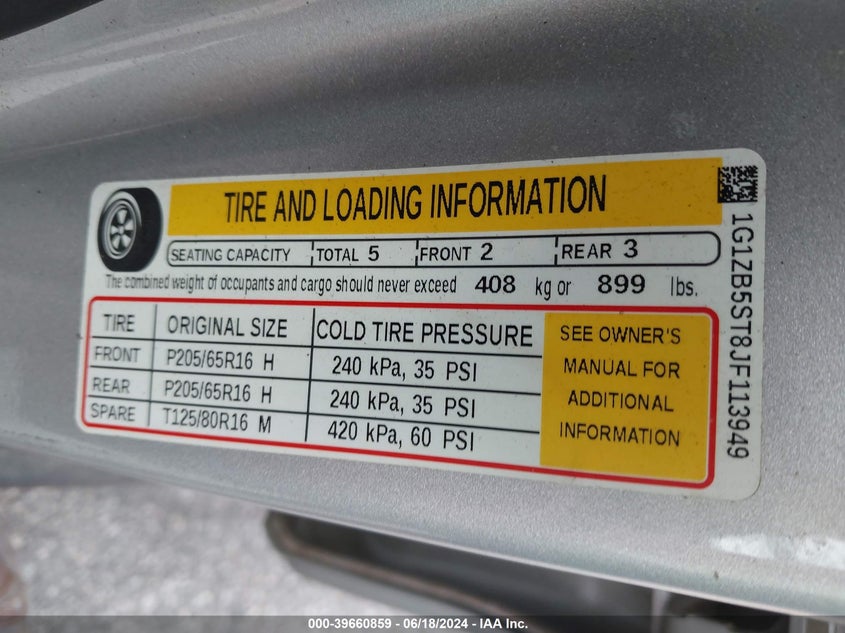 TIRE AND LOADING INFORMATION
SEATING CAPACITY TOTAL 5 FRONT 2 REAR 3
The combined weight of occupants and cargo should never exceed 408 kg or 899 lbs.
TIRE ORIGINAL SIZE COLD TIRE PRESSURE
FRONT P205/65R16 H 240 kPa, 35 PSI
REAR P205/65R16 H 240 kPa, 35 PSI
SPARE T125/80R16 M 420 kPa, 60 PSI
SEE OWNER'S
MANUAL FOR
ADDITIONAL
INFORMATION
1G1ZB5ST8JF113949
000-39660859 / 06/18/2024 - IAA Inc.